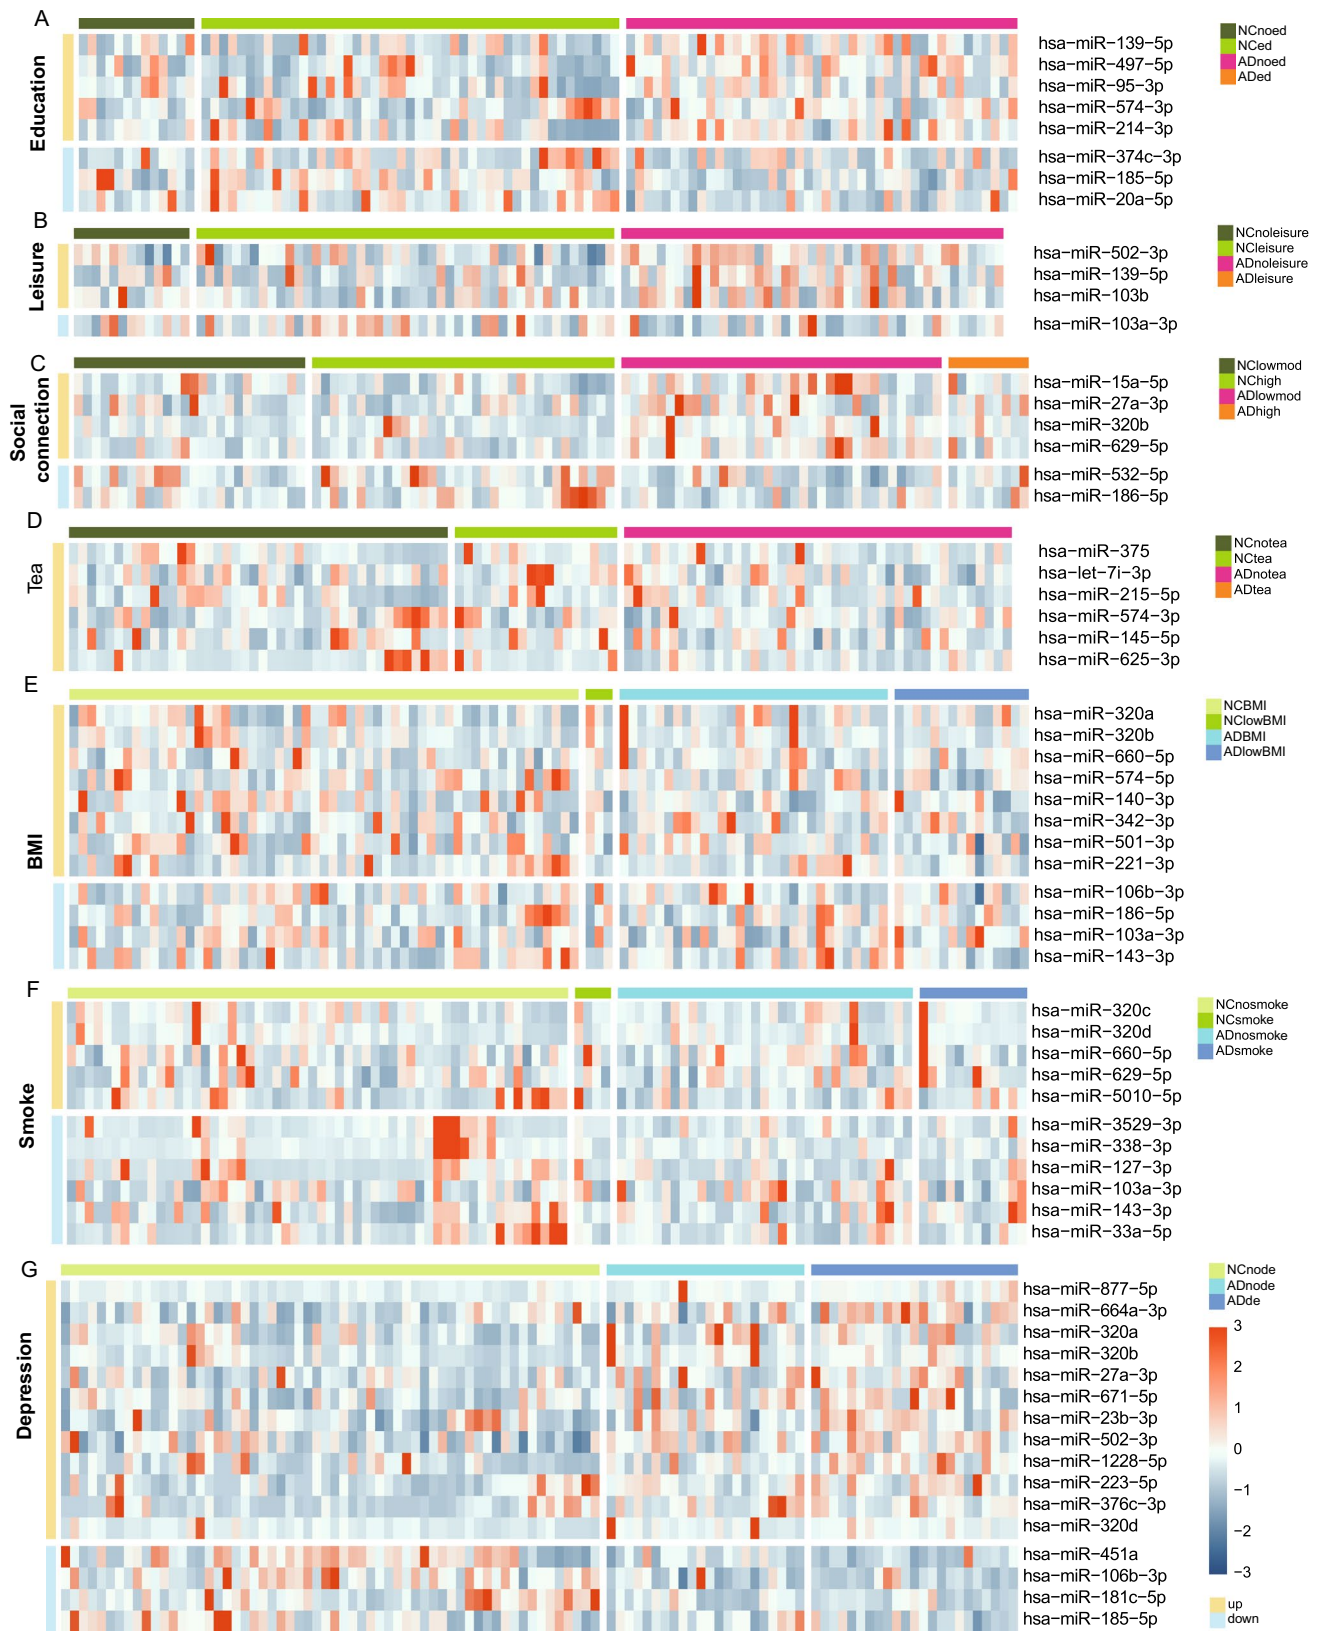 A
Education
hsa−miR−139−5p
hsa−miR−497−5p
hsa−miR−95−3p
hsa−miR−574−3p
hsa−miR−214−3p
hsa−miR−374c−3p
hsa−miR−185−5p
hsa−miR−20a−5p
NCnoed
NCed
ADnoed
ADed
B
Leisure
hsa−miR−502−3p
hsa−miR−139−5p
hsa−miR−103b
hsa−miR−103a−3p
NCnoleisure
NCleisure
ADnoleisure
ADleisure
C
Social
connection
hsa−miR−15a−5p
hsa−miR−27a−3p
hsa−miR−320b
hsa−miR−629−5p
hsa−miR−532−5p
hsa−miR−186−5p
NClowmod
NChigh
ADlowmod
ADhigh
D
Tea
hsa−miR−375
hsa−let−7i−3p
hsa−miR−215−5p
hsa−miR−574−3p
hsa−miR−145−5p
hsa−miR−625−3p
NCnotea
NCtea
ADnotea
ADtea
E
BMI
hsa−miR−320a
hsa−miR−320b
hsa−miR−660−5p
hsa−miR−574−5p
hsa−miR−140−3p
hsa−miR−342−3p
hsa−miR−501−3p
hsa−miR−221−3p
hsa−miR−106b−3p
hsa−miR−186−5p
hsa−miR−103a−3p
hsa−miR−143−3p
NCBMI
NClowBMI
ADBMI
ADlowBMI
F
Smoke
hsa−miR−320c
hsa−miR−320d
hsa−miR−660−5p
hsa−miR−629−5p
hsa−miR−5010−5p
hsa−miR−3529−3p
hsa−miR−338−3p
hsa−miR−127−3p
hsa−miR−103a−3p
hsa−miR−143−3p
hsa−miR−33a−5p
NCnosmoke
NCsmoke
ADnosmoke
ADsmoke
G
Depression
hsa−miR−877−5p
hsa−miR−664a−3p
hsa−miR−320a
hsa−miR−320b
hsa−miR−27a−3p
hsa−miR−671−5p
hsa−miR−23b−3p
hsa−miR−502−3p
hsa−miR−1228−5p
hsa−miR−223−5p
hsa−miR−376c−3p
hsa−miR−320d
hsa−miR−451a
hsa−miR−106b−3p
hsa−miR−181c−5p
hsa−miR−185−5p
NCnode
ADnode
ADde
3
2
1
0
−1
−2
−3
up
down